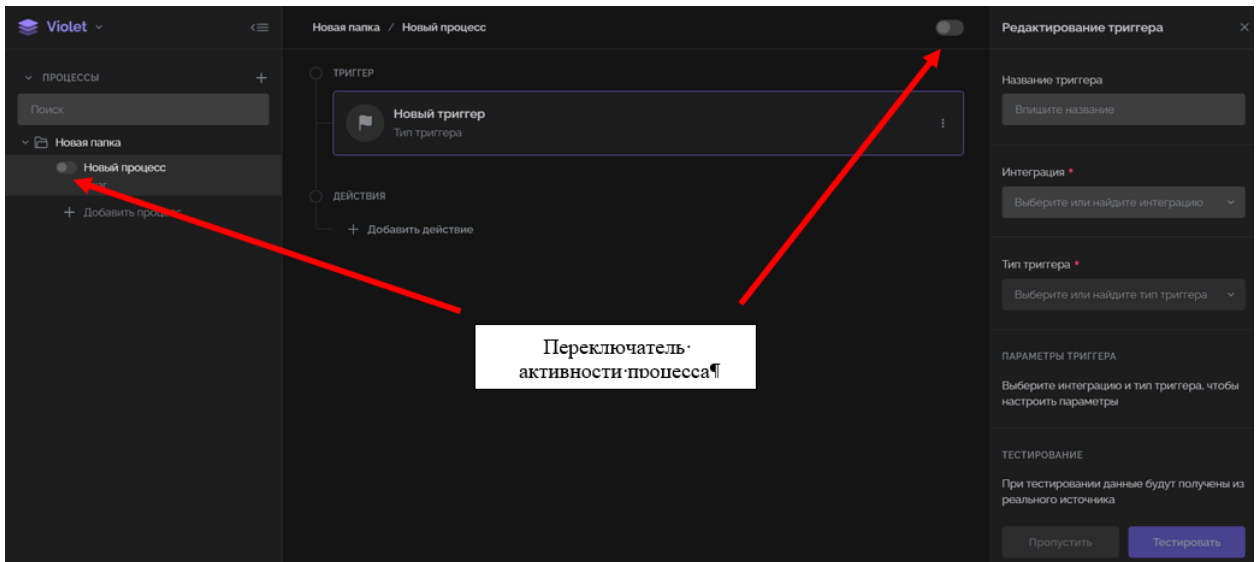 Violet
ПРОЦЕССЫ
Поиск
Новая папка
Новый процесс
Добавить процесс
Новая папка / Новый процесс
ТРИГГЕР
Новый триггер
Тип триггера
ДЕЙСТВИЯ
+ Добавить действие
Переключатель·
активности·процесса¶
Редактирование триггера
Название триггера
Впишите название
Интеграция *
Выберите или найдите интеграцию
Тип триггера *
Выберите или найдите тип триггера
ПАРАМЕТРЫ ТРИГГЕРА
Выберите интеграцию и тип триггера, чтобы
настроить параметры
ТЕСТИРОВАНИЕ
При тестировании данные будут получены из
реального источника
Пропустить
Тестировать